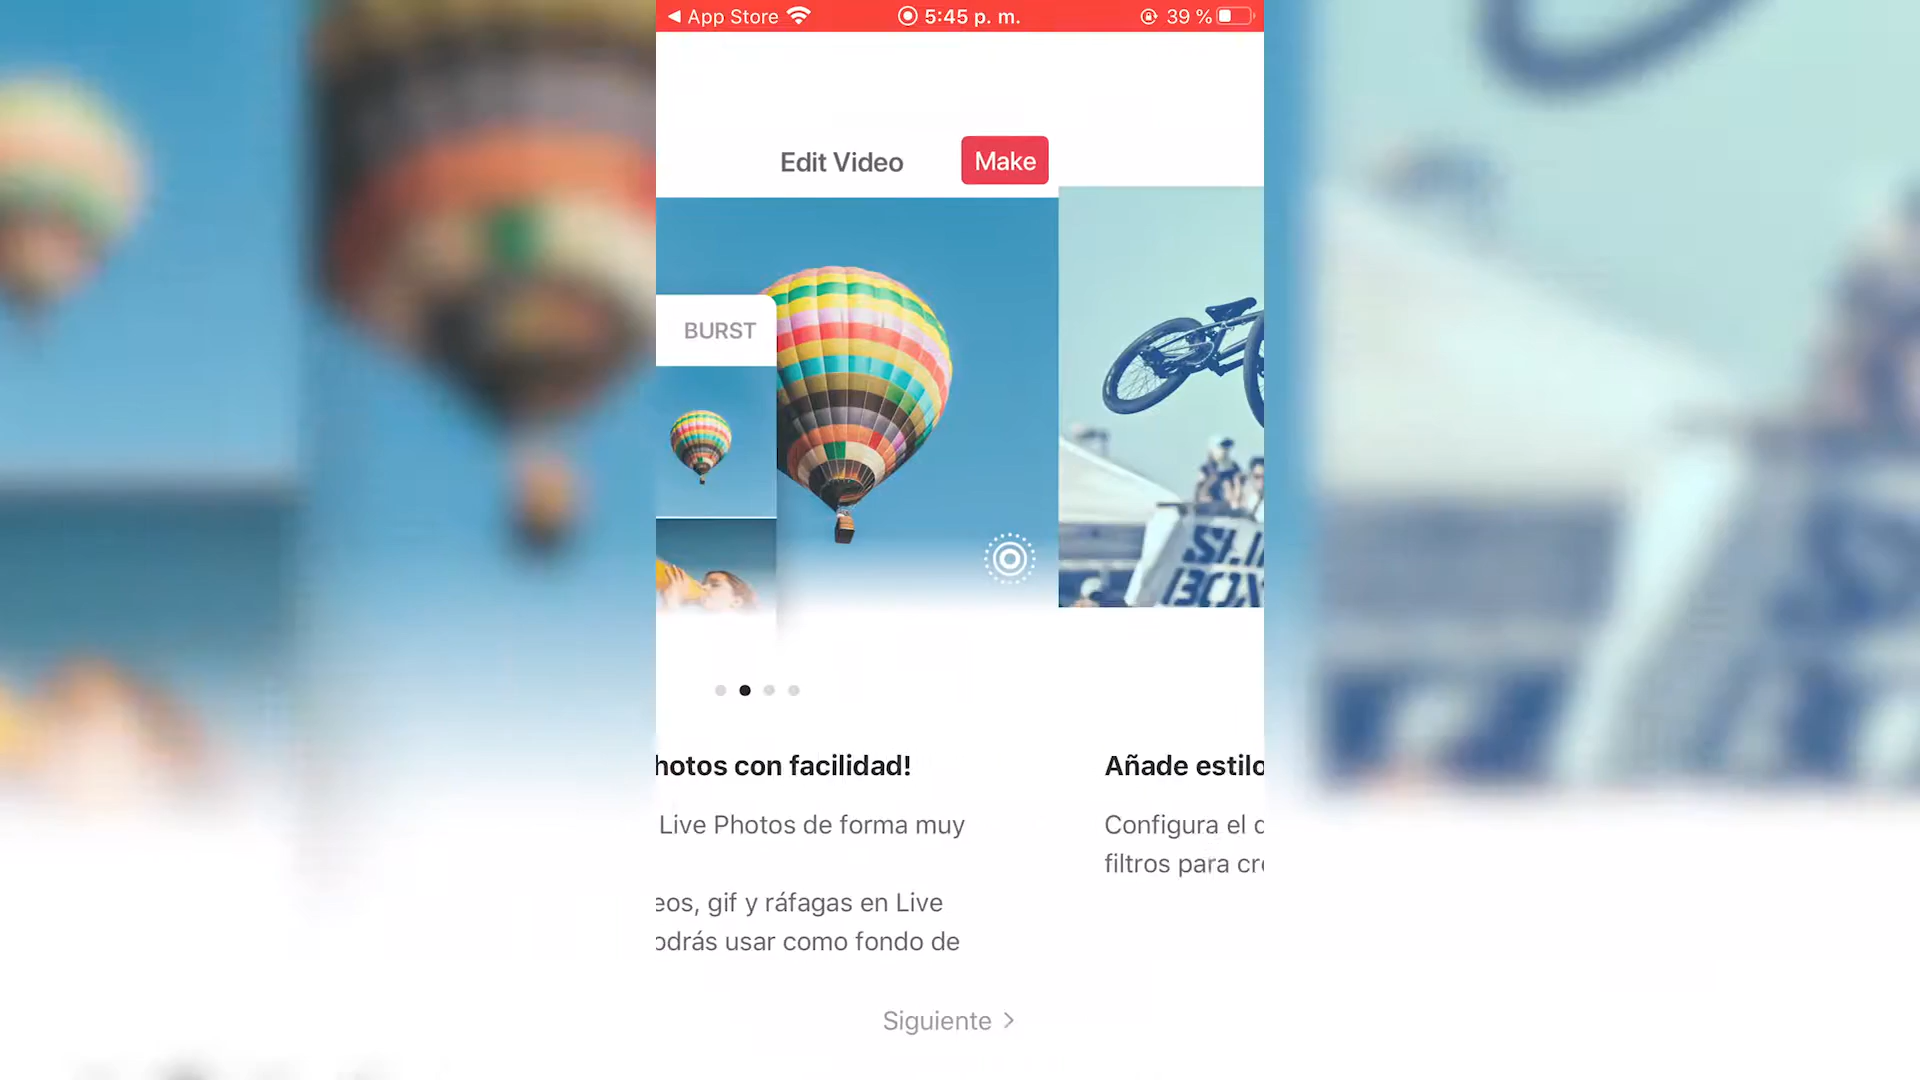 App Store
5:45 p. m.
39 %
Edit Video
Make
BURST
hotos con facilidad!
Live Photos de forma muy
eos, gif y ráfagas en Live
odrás usar como fondo de
Añade estilo
Configura el
filtros para cre
Siguiente